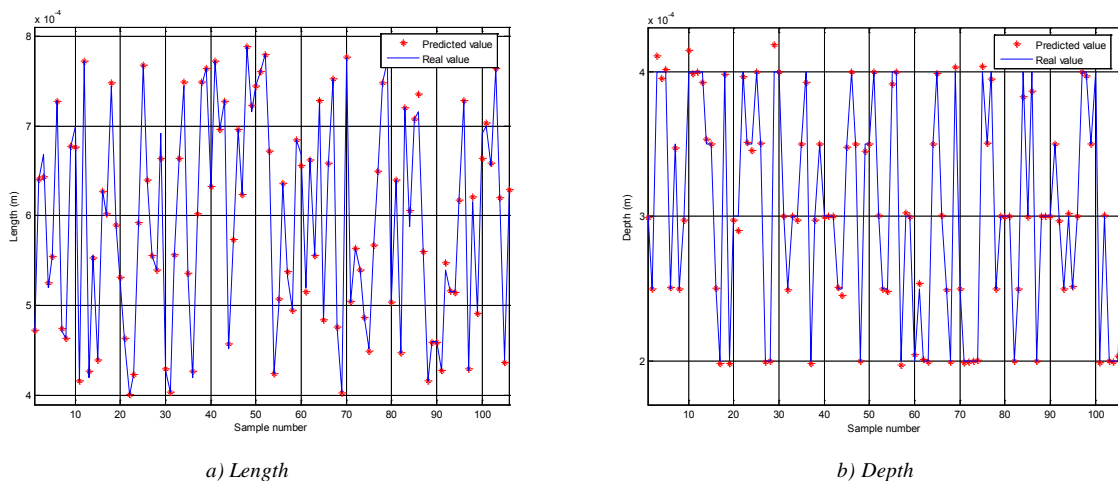 x 10⁻⁴
8
7
6
5
4
Length (m)
10 20 30 40 50 60 70 80 90 100
Sample number
Predicted value
Real value
a) Length
x 10⁻⁴
4
3
2
Depth (m)
10 20 30 40 50 60 70 80 90 100
Sample number
Predicted value
Real value
b) Depth